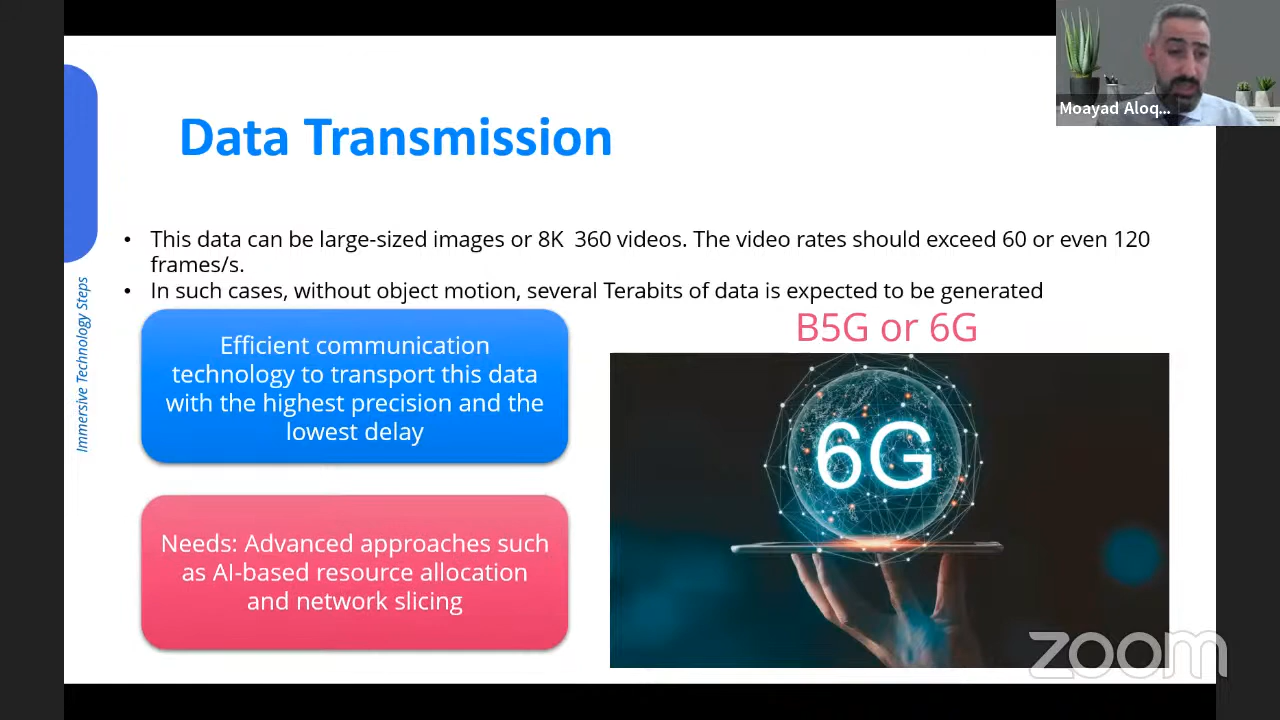 Moayad Aloq...
Data Transmission
• This data can be large-sized images or 8K 360 videos. The video rates should exceed 60 or even 120
frames/s.
• In such cases, without object motion, several Terabits of data is expected to be generated
Immersive Technology Steps
Efficient communication
technology to transport this data
with the highest precision and the
lowest delay
Needs: Advanced approaches such
as AI-based resource allocation
and network slicing
B5G or 6G
6G
zoom